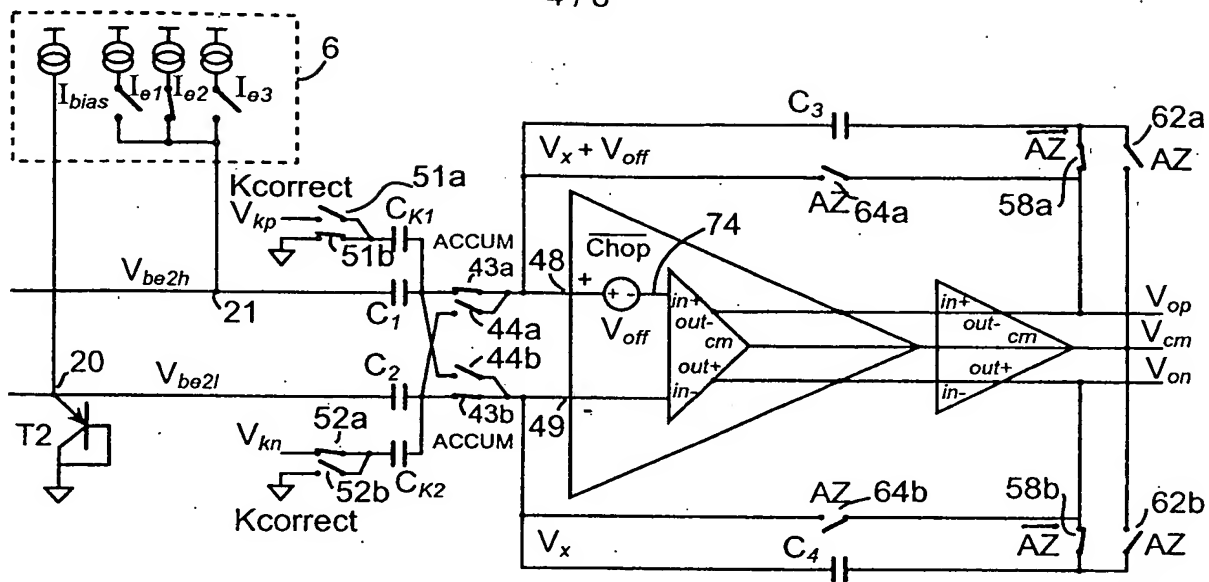 6
I_bias
I_e1
I_e2
I_e3
C_3
62a
V_x + V_off
AZ
AZ
Kcorrect
51a
AZ
64a
58a
V_kp
C_K1
ACCUM
Chop
74
51b
43a
48
+
V_be2h
+ -
in+
in+
V_op
21
C_1
44a
V_off
out-
out-
cm
cm
V_cm
44b
20
V_be2l
C_2
out+
out+
V_on
in-
in-
T2
52a
49
-
43b
V_kn
ACCUM
AZ
64b
58b
62b
52b
C_K2
Kcorrect
V_x
C_4
AZ
AZ